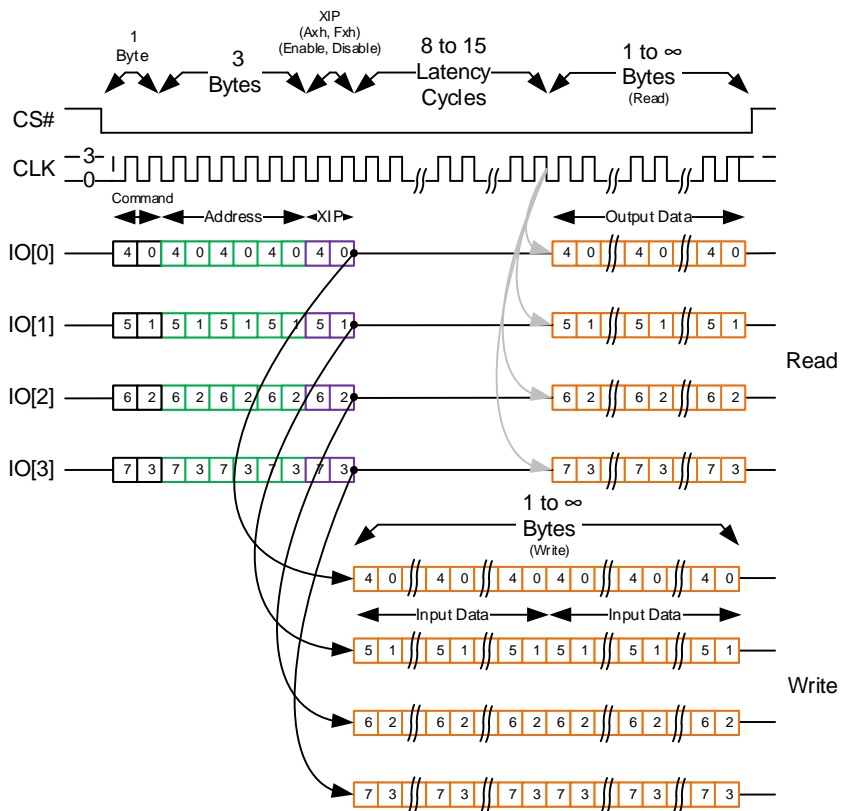 1
Byte
3
Bytes
XIP
(Axh, Fxh)
(Enable, Disable)
8 to 15
Latency
Cycles
1 to ∞
Bytes
(Read)
CS#
CLK
3
0
Command
Address
XIP
Output Data
IO[0] 4 0 4 0 4 0 4 0 4 0 4 0 4 0 4 0
IO[1] 5 1 5 1 5 1 5 1 5 1 5 1 5 1 5 1
Read
IO[2] 6 2 6 2 6 2 6 2 6 2 6 2 6 2 6 2
IO[3] 7 3 7 3 7 3 7 3 7 3 7 3 7 3 7 3
1 to ∞
Bytes
(Write)
4 0 4 0 4 0 4 0 4 0 4 0
Input Data Input Data
5 1 5 1 5 1 5 1 5 1 5 1
Write
6 2 6 2 6 2 6 2 6 2 6 2
7 3 7 3 7 3 7 3 7 3 7 3